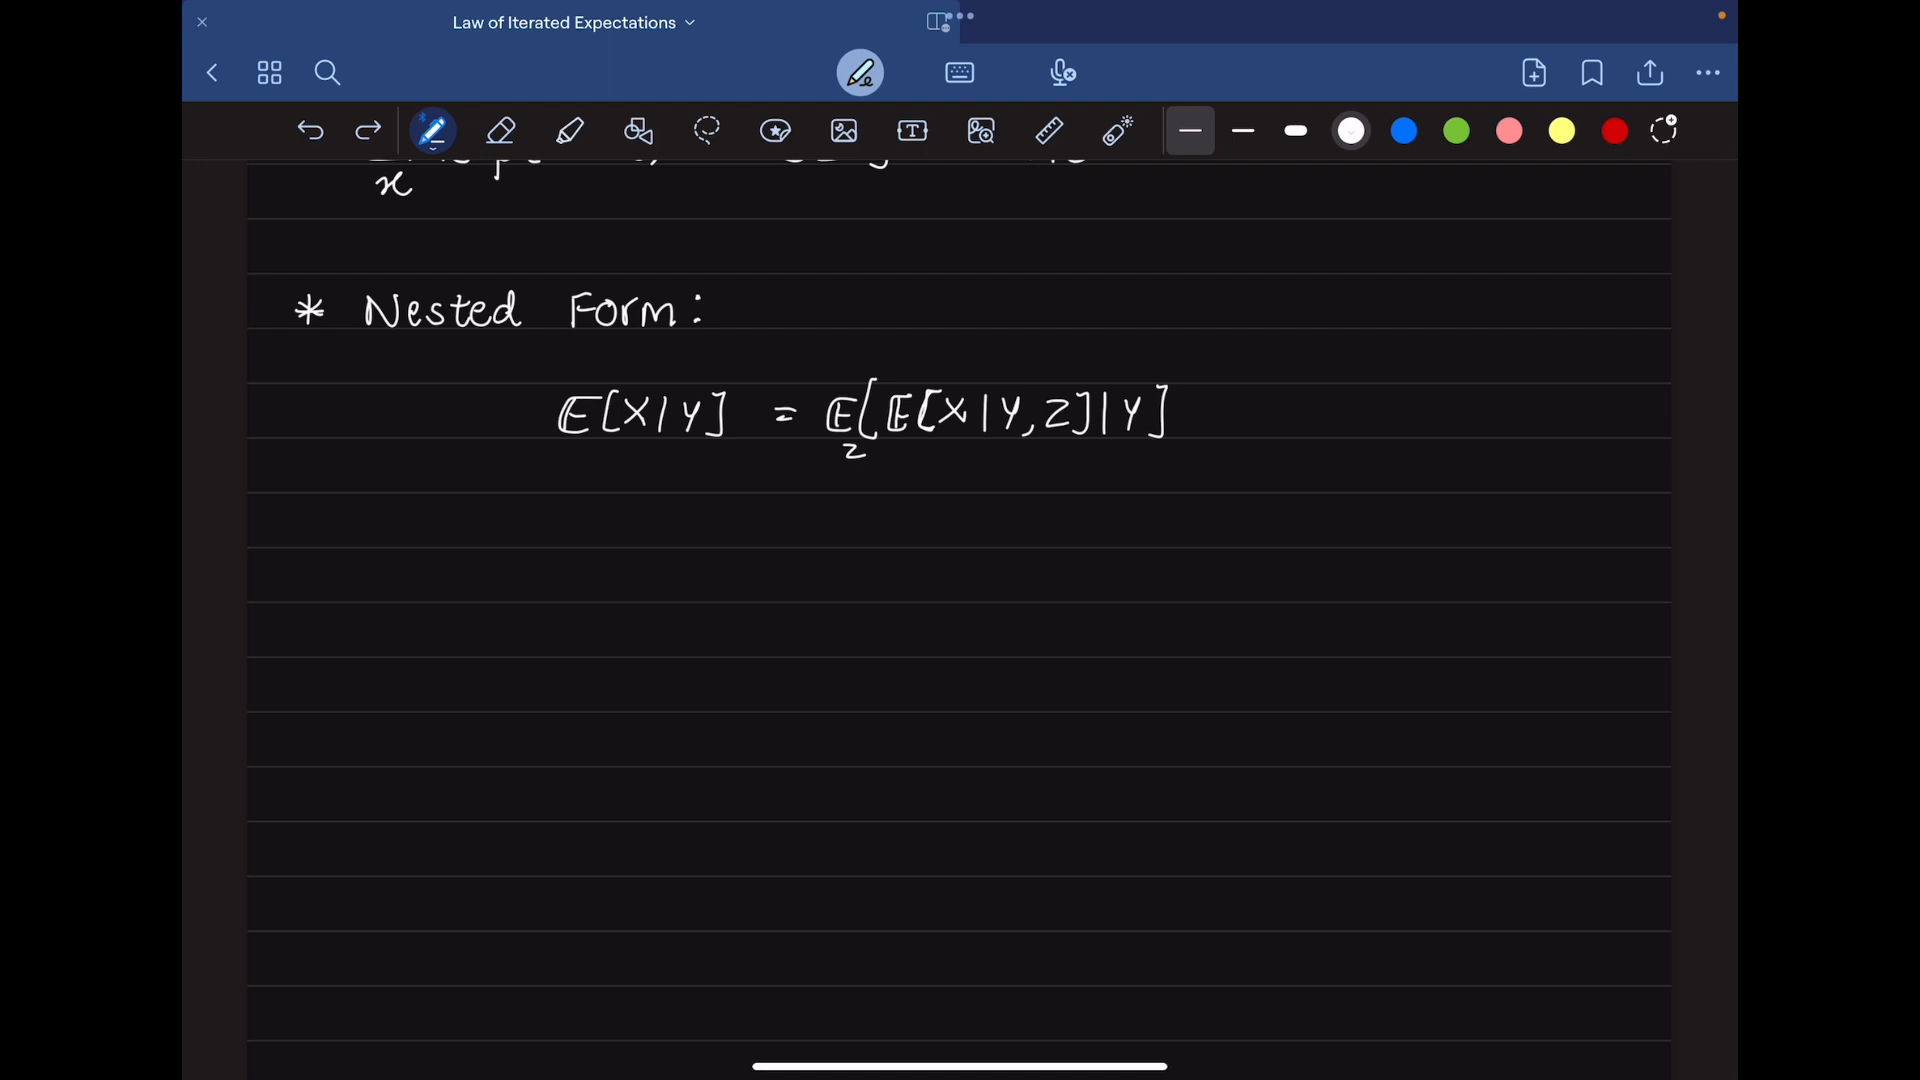 Law of Iterated Expectations
x
* Nested Form:
𝔼[X|Y] = 𝔼[𝔼[X|Y,Z]|Y]
Z